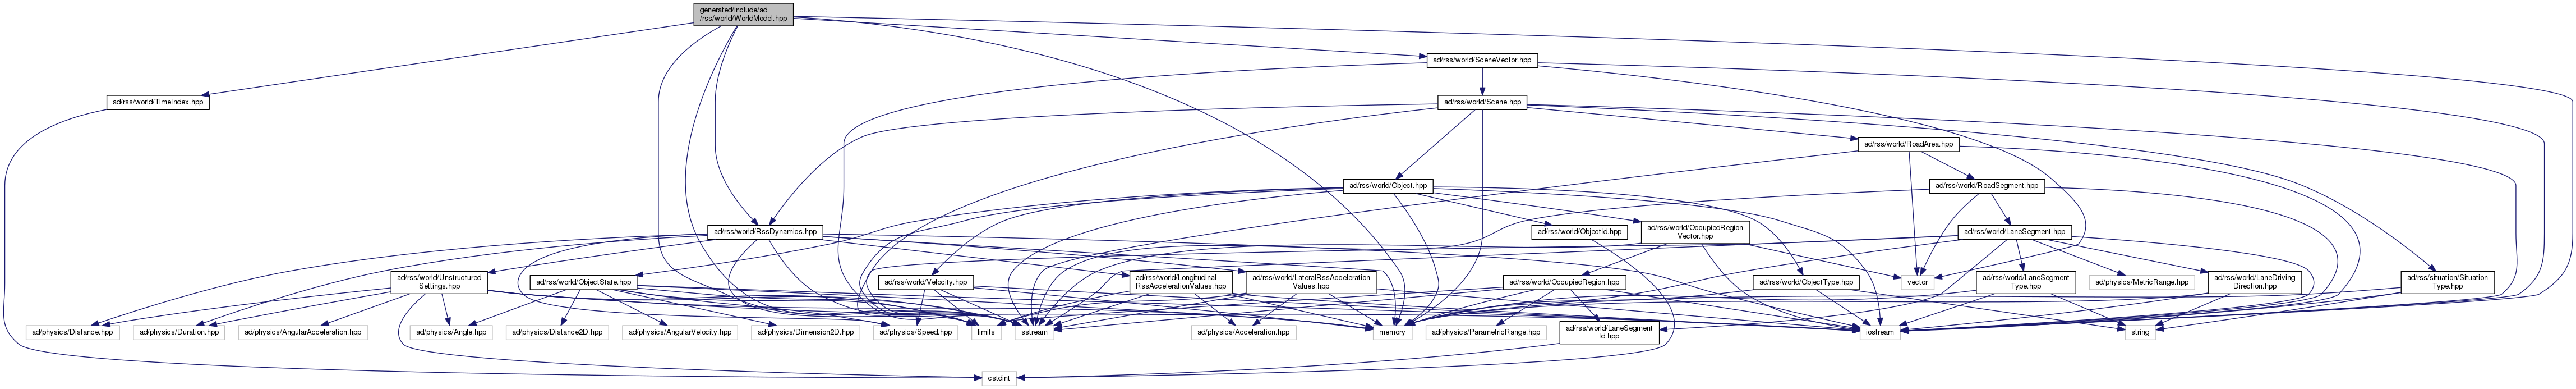 generated/include/ad
/rss/world/WorldModel.hpp
ad/rss/world/SceneVector.hpp
ad/rss/world/TimeIndex.hpp
ad/rss/world/Scene.hpp
ad/rss/world/RoadArea.hpp
ad/rss/world/Object.hpp
ad/rss/world/RoadSegment.hpp
ad/rss/world/RssDynamics.hpp
ad/rss/world/ObjectId.hpp
ad/rss/world/OccupiedRegion
Vector.hpp
ad/rss/world/LaneSegment.hpp
ad/rss/world/Unstructured
Settings.hpp
ad/rss/world/ObjectState.hpp
ad/rss/world/Velocity.hpp
ad/rss/world/Longitudinal
RssAccelerationValues.hpp
ad/rss/world/LateralRssAcceleration
Values.hpp
ad/rss/world/OccupiedRegion.hpp
ad/rss/world/ObjectType.hpp
ad/rss/world/LaneSegment
Type.hpp
ad/physics/MetricRange.hpp
ad/rss/world/LaneDriving
Direction.hpp
ad/rss/situation/Situation
Type.hpp
vector
ad/physics/Distance.hpp
ad/physics/Duration.hpp
ad/physics/AngularAcceleration.hpp
ad/physics/Angle.hpp
ad/physics/Distance2D.hpp
ad/physics/AngularVelocity.hpp
ad/physics/Dimension2D.hpp
ad/physics/Speed.hpp
limits
sstream
ad/physics/Acceleration.hpp
memory
ad/physics/ParametricRange.hpp
ad/rss/world/LaneSegment
Id.hpp
iostream
string
cstdint